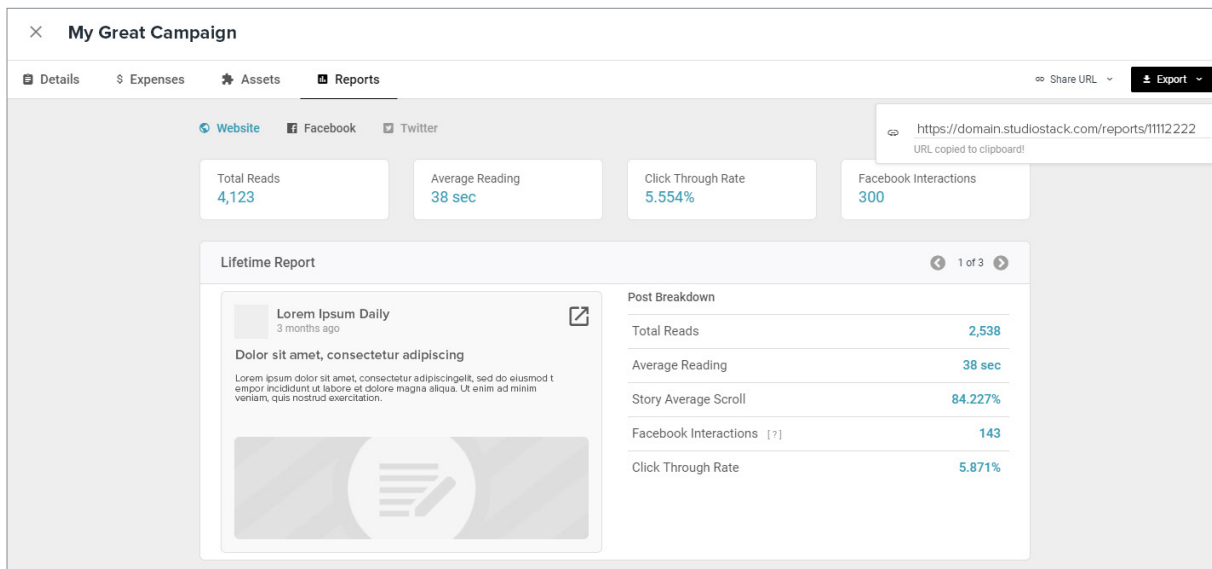 My Great Campaign
Details
$ Expenses
Assets
Reports
Share URL
Export
Website
Facebook
Twitter
https://domain.studiostack.com/reports/11112222
URL copied to clipboard!
Total Reads
4,123
Average Reading
38 sec
Click Through Rate
5.554%
Facebook Interactions
300
Lifetime Report
1 of 3
Lorem Ipsum Daily
3 months ago
Dolor sit amet, consectetur adipiscing
Lorem ipsum dolor sit amet, consectetur adipiscingelit, sed do eiusmod t
empor incididunt ut labore et dolore magna aliqua. Ut enim ad minim
veniam, quis nostrud exercitation.
Post Breakdown
Total Reads 2,538
Average Reading 38 sec
Story Average Scroll 84.227%
Facebook Interactions [?] 143
Click Through Rate 5.871%